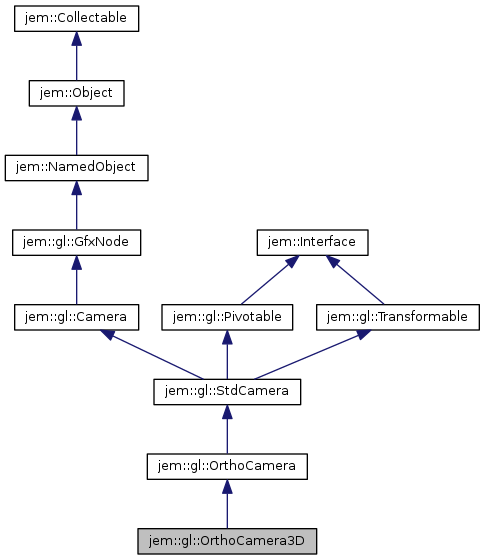 jem::Collectable
jem::Object
jem::NamedObject
jem::gl::GfxNode
jem::Interface
jem::gl::Camera
jem::gl::Pivotable
jem::gl::Transformable
jem::gl::StdCamera
jem::gl::OrthoCamera
jem::gl::OrthoCamera3D